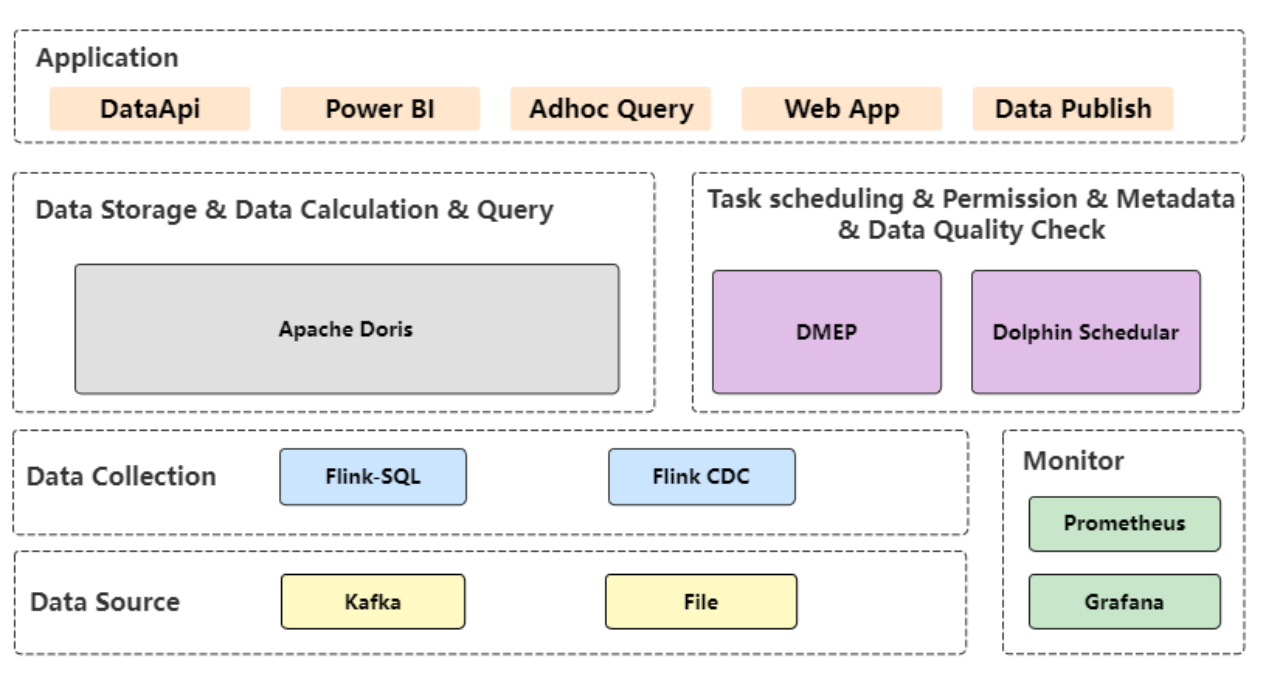 Application
DataApi
Power BI
Adhoc Query
Web App
Data Publish
Data Storage & Data Calculation & Query
Apache Doris
Task scheduling & Permission & Metadata
& Data Quality Check
DMEP
Dolphin Schedular
Data Collection
Flink-SQL
Flink CDC
Monitor
Prometheus
Grafana
Data Source
Kafka
File